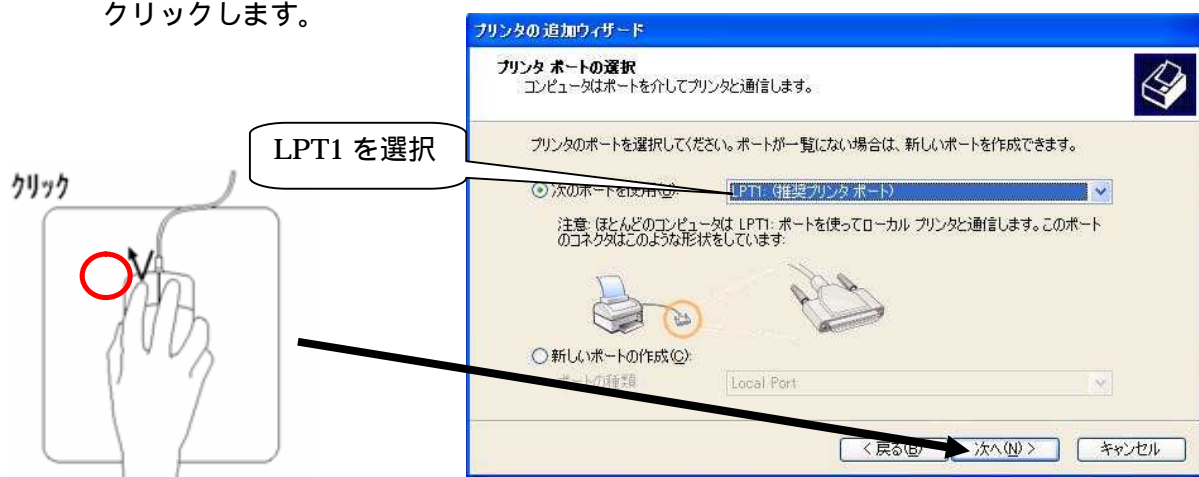 クリックします。
プリンタの追加ウィザード
プリンタ ポートの選択
コンピュータはポートを介してプリンタと通信します。
LPT1 を選択
プリンタのポートを選択してください。ポートが一覧にない場合は、新しいポートを作成できます。
クリック
次のポートを使用(U): LPT1: (推奨プリンタ ポート)
注意: ほとんどのコンピュータは LPT1: ポートを使ってローカル プリンタと通信します。このポート
のコネクタはこのような形状をしています:
新しいポートの作成(C):
ポートの種類 Local Port
< 戻る(B) 次へ(N) > キャンセル